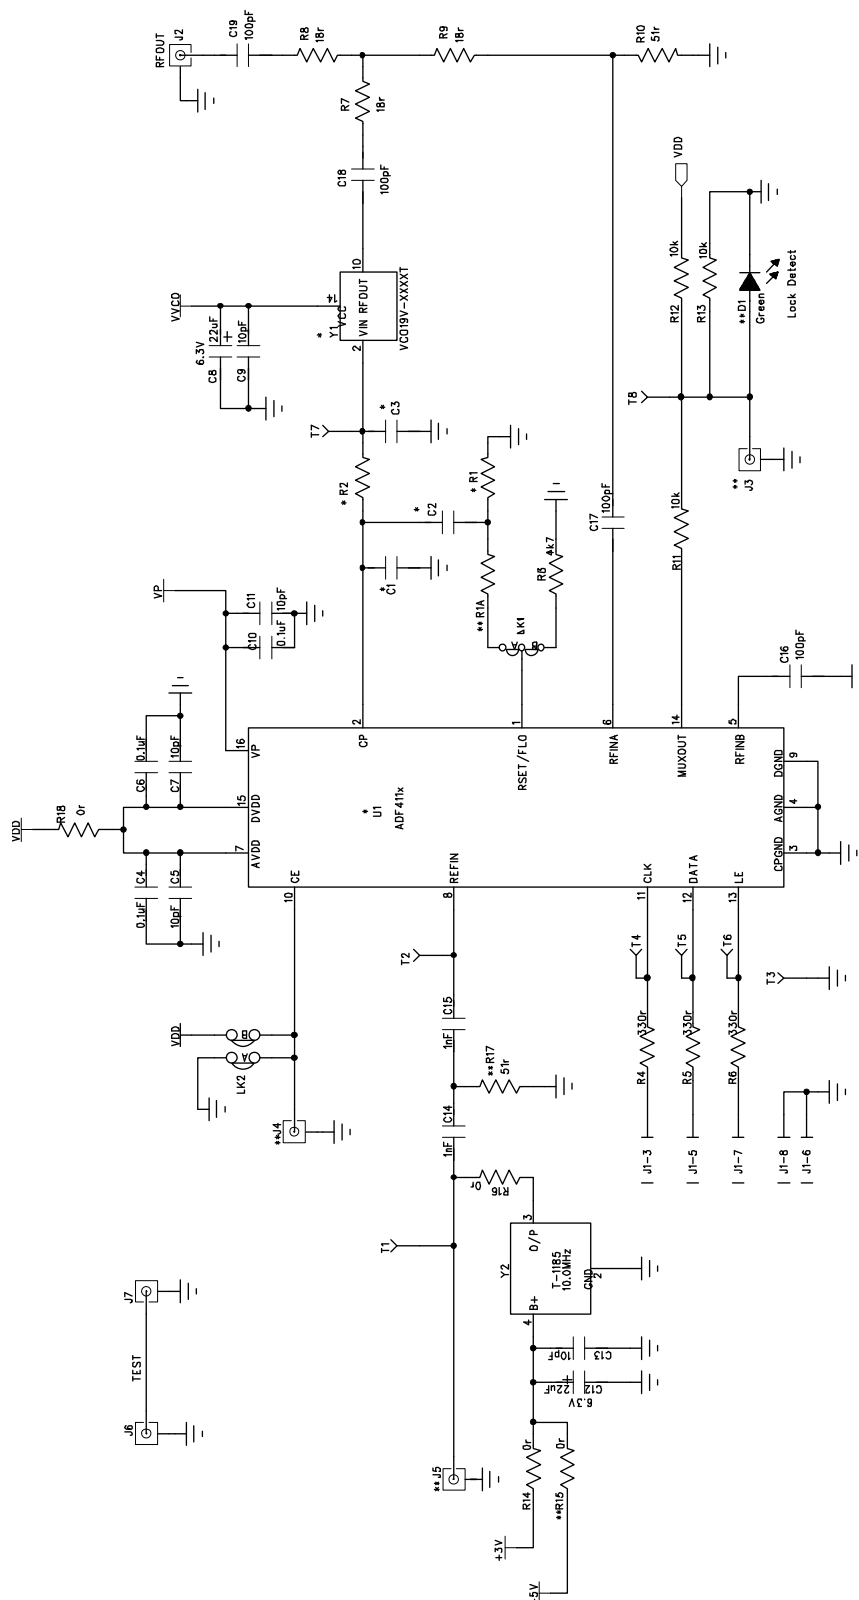 RFOUT
J2
C19
100pF
R8
18r
R9
18r
R10
51r
R7
18r
C18
100pF
VVCO
C8
6.3V
22uF
+
C9
10pF
14
10
2
*
Y1
VCC
VIN RFOUT
VCO19V-XXXXT
T7
*
C3
* R2
*
C2
* R1
*
C1
** R1A
LK1
A
B
4k7
C17
100pF
VDD
R12
10k
R13
10k
**D1
Green
Lock Detect
T8
**
J3
R11
10k
VP
C11
10pF
C10
0.1uF
C16
100pF
VDD
R18
0r
C6
0.1uF
C7
10pF
C4
0.1uF
C5
10pF
16
VP
2
CP
1
RSET/FLO
6
RFINA
14
MUXOUT
5
RFINB
15
DVDD
7
AVDD
*
U1
ADF411x
DGND
9
AGND
4
CPGND
3
CE
10
REFIN
8
CLK
11
DATA
12
LE
13
VDD
B
A
LK2
**J4
T2
C15
1nF
**R17
51r
C14
1nF
R16
0r
T1
T4
T5
T6
T3
R4
330r
R5
330r
R6
330r
J1-3
J1-5
J1-7
J1-8
J1-6
Y2
O/P
3
T-1185
10.0MHz
GND
2
B+
4
10pF
C13
+
22uF
C12
6.3V
**J5
R14
0r
**R15
0r
+3V
J7
TEST
J6